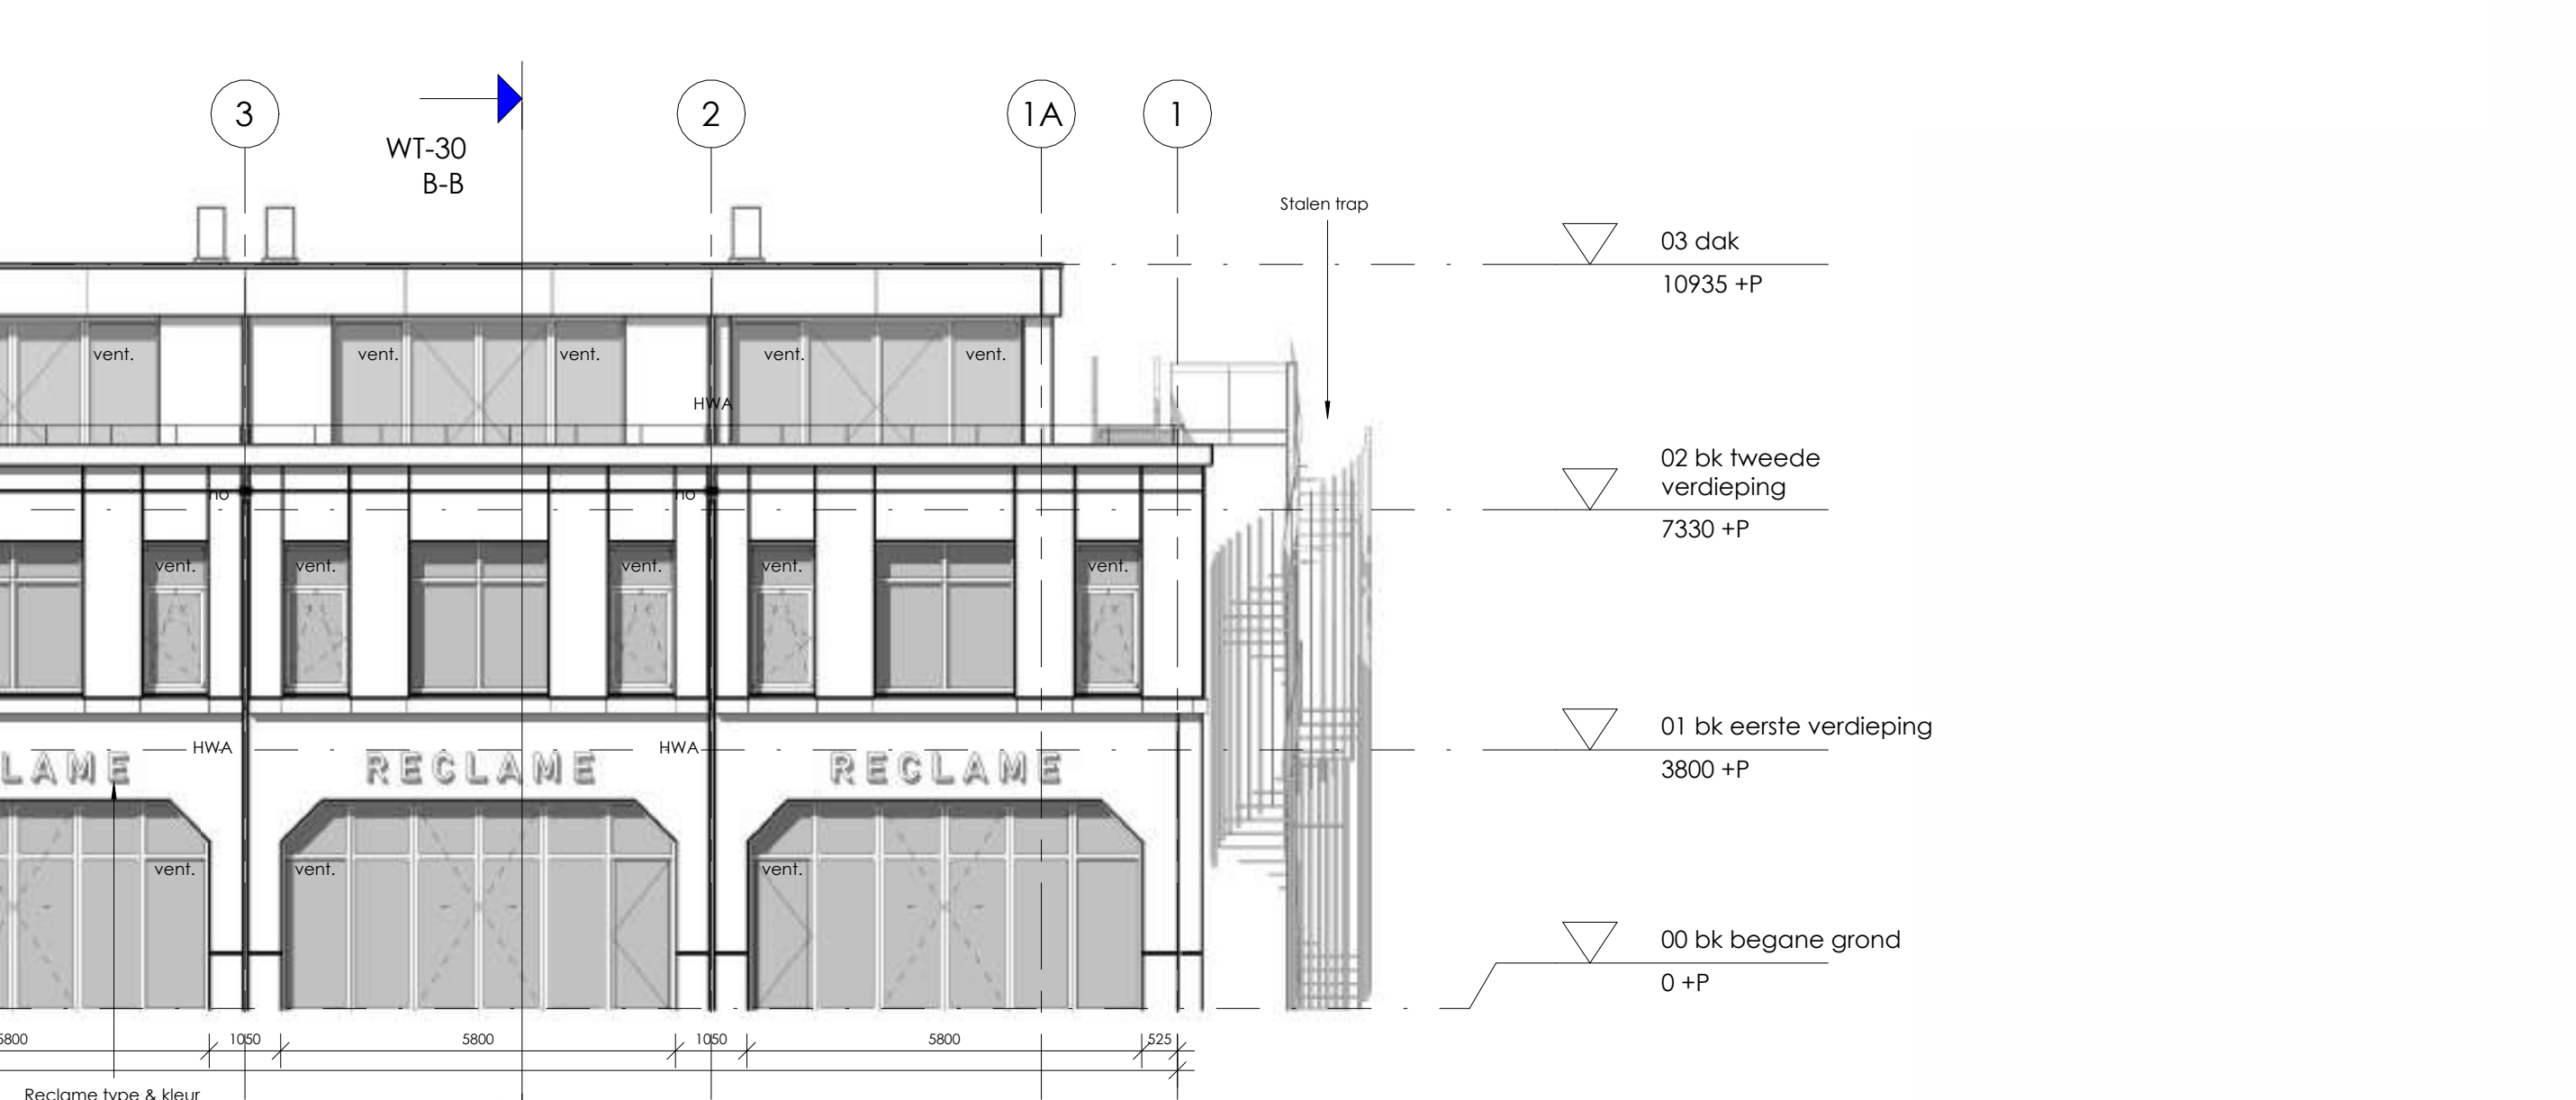 3
2
1A
1
WT-30
B-B
Stalen trap
03 dak
10935 +P
vent.
vent.
vent.
vent.
vent.
HWA
02 bk tweede
verdieping
7330 +P
no
no
vent.
vent.
vent.
vent.
vent.
01 bk eerste verdieping
3800 +P
HWA
HWA
LAME
RECLAME
RECLAME
vent.
vent.
vent.
00 bk begane grond
0 +P
5800
1050
5800
1050
5800
525
Reclame type & kleur